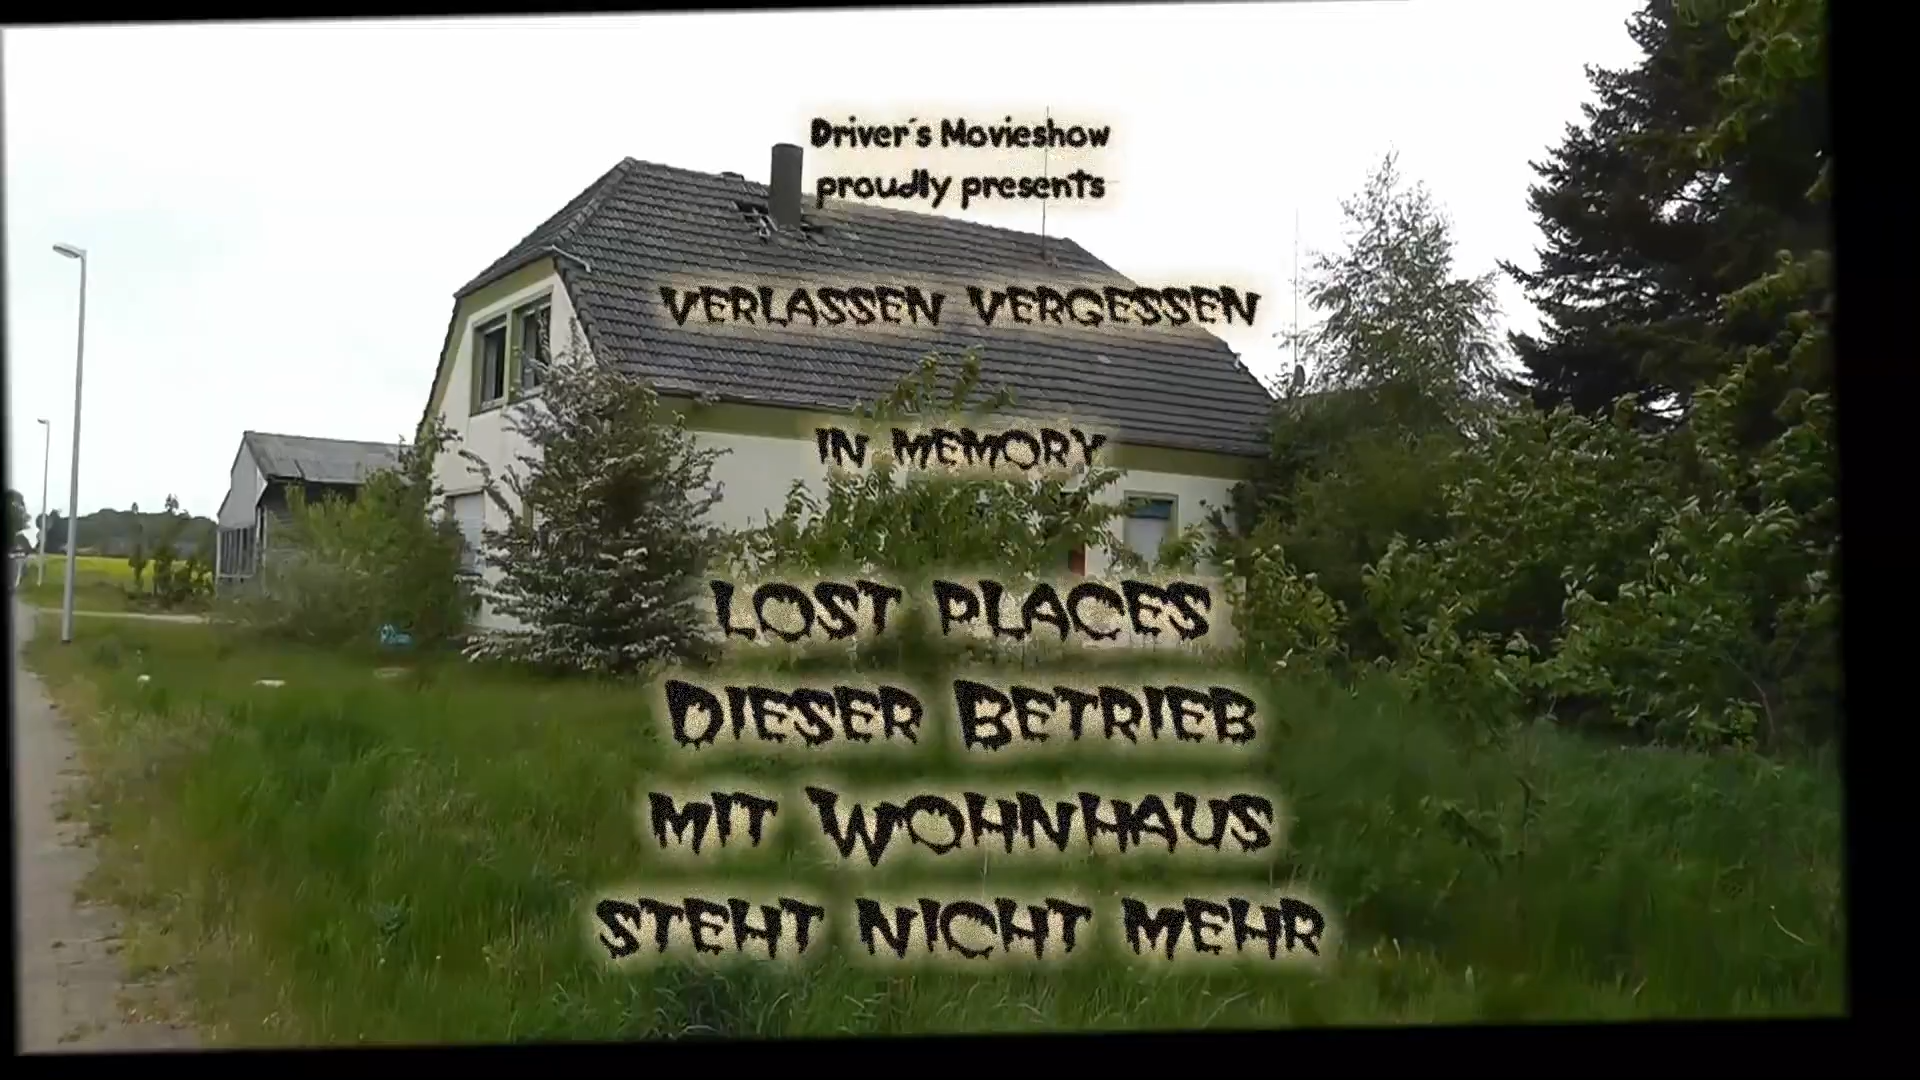 Driver´s Movieshow
proudly presents
VERLASSEN VERGESSEN
IN MEMORY
LOST PLACES
DIESER BETRIEB
MIT WOHNHAUS
STEHT NICHT MEHR